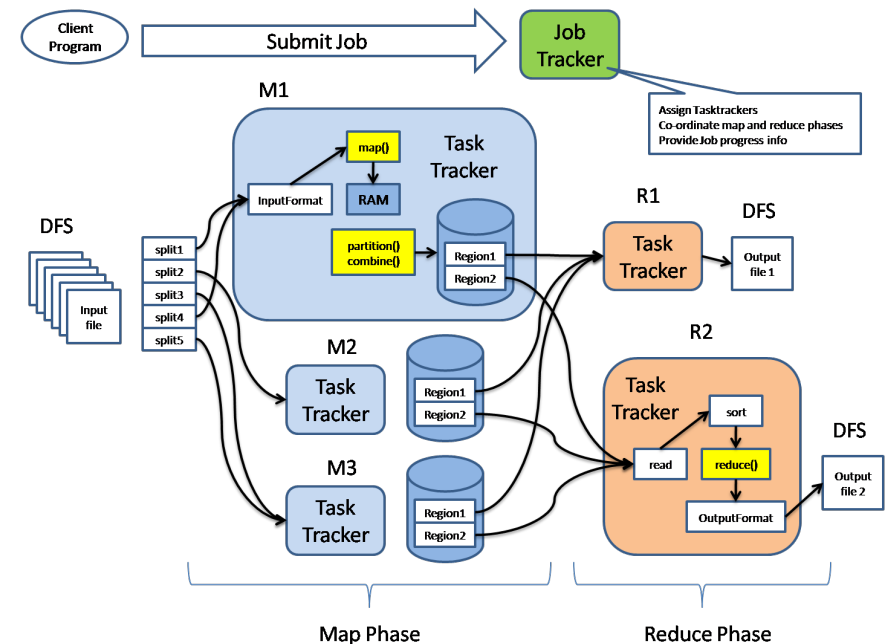 Client
Program
Submit Job
Job
Tracker
Assign Tasktrackers
Co-ordinate map and reduce phases
Provide Job progress info
M1
Task
Tracker
map()
InputFormat
RAM
partition()
combine()
Region1
Region2
DFS
Input
file
split1
split2
split3
split4
split5
M2
Task
Tracker
Region1
Region2
M3
Task
Tracker
Region1
Region2
R1
Task
Tracker
DFS
Output
file 1
R2
Task
Tracker
sort
read
reduce()
OutputFormat
DFS
Output
file 2
Map Phase
Reduce Phase